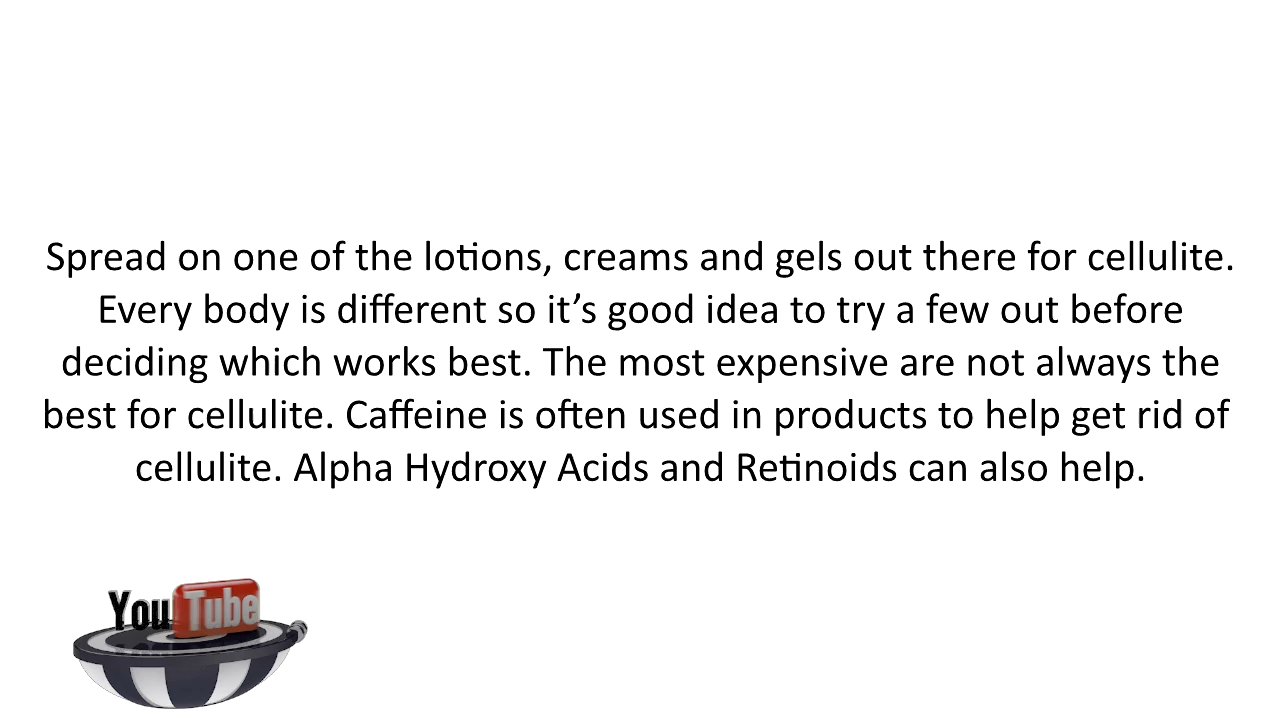 Spread on one of the lotions, creams and gels out there for cellulite.
Every body is different so it’s good idea to try a few out before
deciding which works best. The most expensive are not always the
best for cellulite. Caffeine is often used in products to help get rid of
cellulite. Alpha Hydroxy Acids and Retinoids can also help.
YouTube